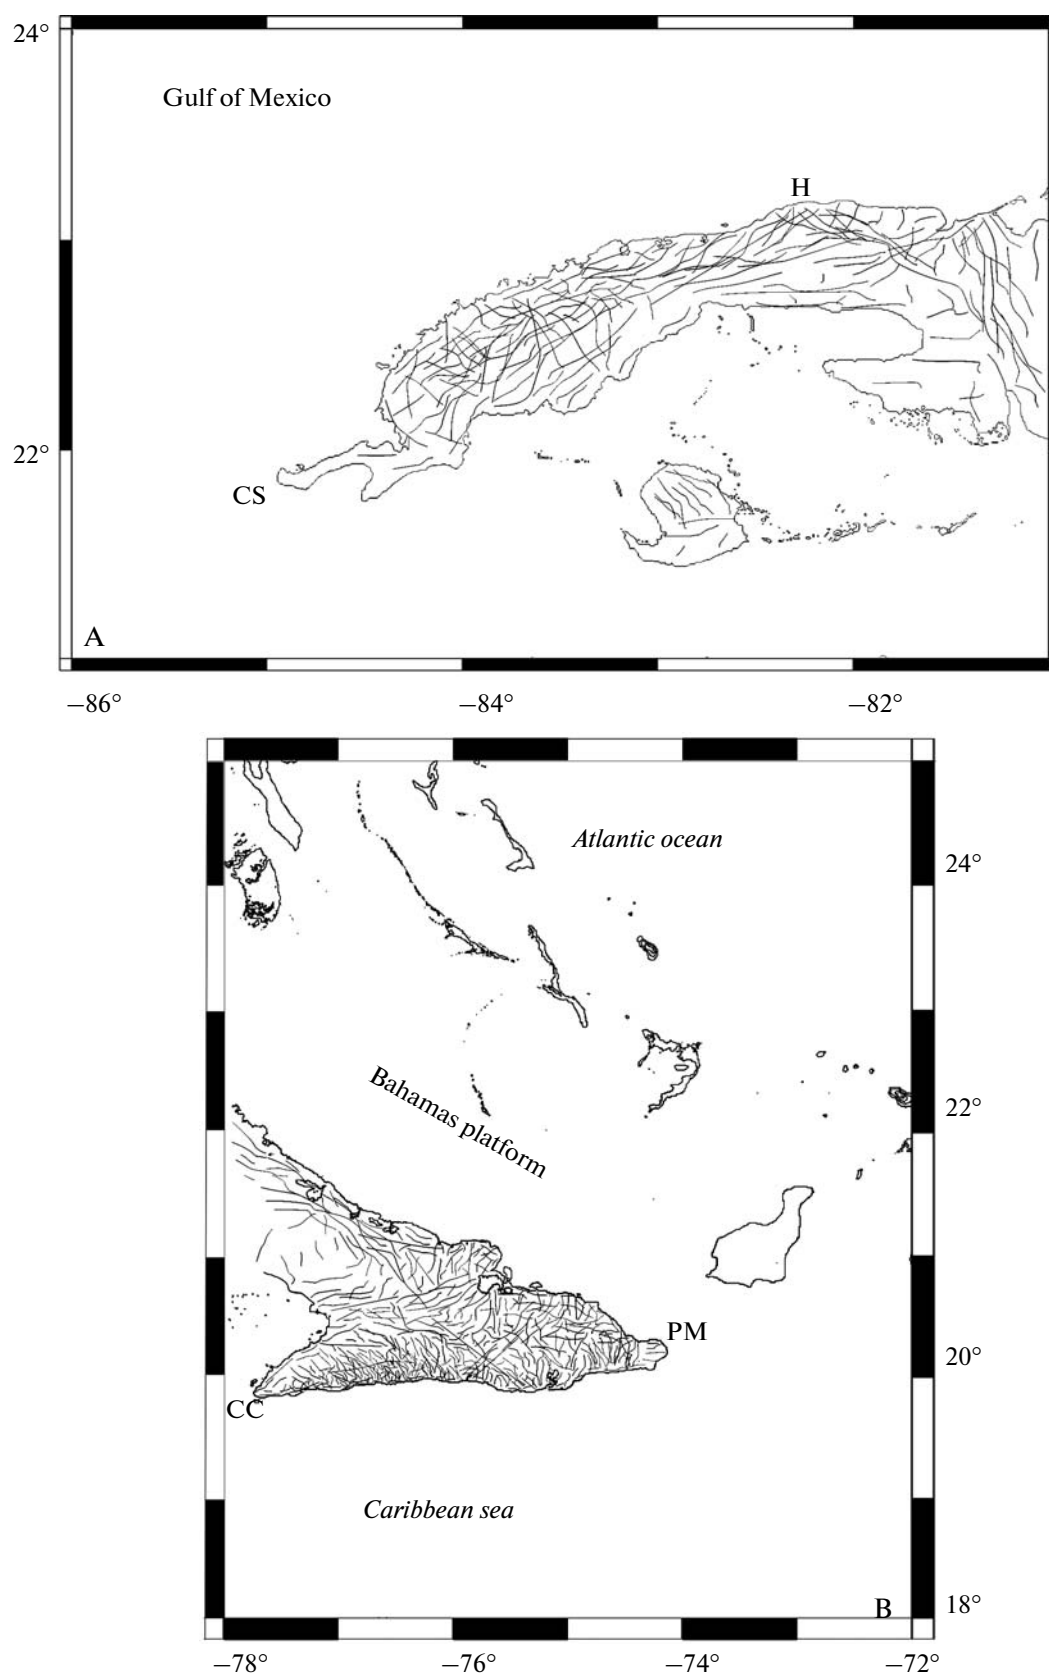 24°
Gulf of Mexico
H
22°
CS
A
−86°
−84°
−82°
Atlantic ocean
24°
Bahamas platform
22°
PM
20°
CC
Caribbean sea
B
18°
−78°
−76°
−74°
−72°